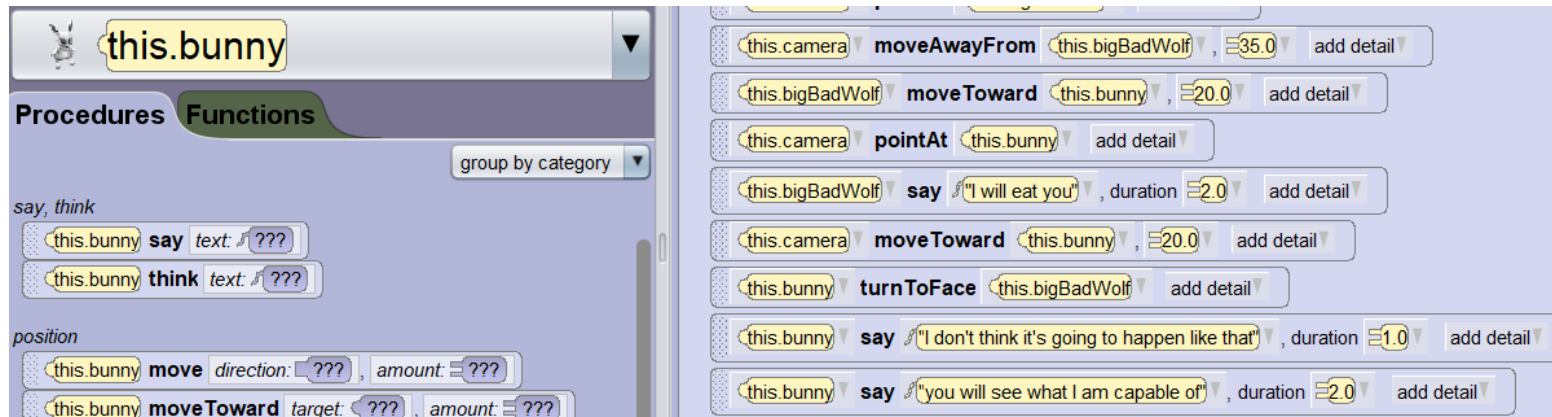 this.bunny
Procedures Functions
group by category
say, think
this.bunny say text: ???
this.bunny think text: ???
position
this.bunny move direction: ??? , amount: ???
this.bunny moveToward target: ??? , amount: ???
this.camera moveAwayFrom this.bigBadWolf , 35.0 add detail
this.bigBadWolf moveToward this.bunny , 20.0 add detail
this.camera pointAt this.bunny add detail
this.bigBadWolf say "I will eat you" , duration 2.0 add detail
this.camera moveToward this.bunny , 20.0 add detail
this.bunny turnToFace this.bigBadWolf add detail
this.bunny say "I don't think it's going to happen like that" , duration 1.0 add detail
this.bunny say "you will see what I am capable of" , duration 2.0 add detail